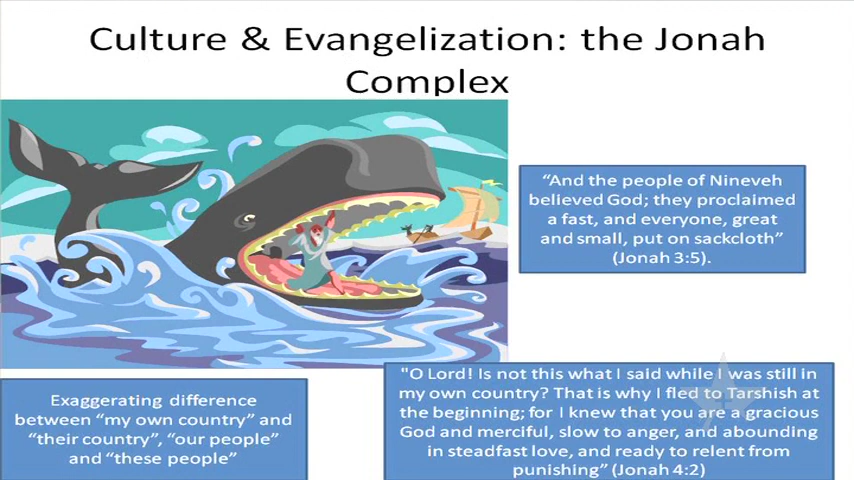 Culture & Evangelization: the Jonah
Complex
“And the people of Nineveh
believed God; they proclaimed
a fast, and everyone, great
and small, put on sackcloth”
(Jonah 3:5).
"O Lord! Is not this what I said while I was still in
my own country? That is why I fled to Tarshish at
the beginning; for I knew that you are a gracious
God and merciful, slow to anger, and abounding
in steadfast love, and ready to relent from
punishing” (Jonah 4:2)
Exaggerating difference
between “my own country” and
“their country”, “our people”
and “these people”